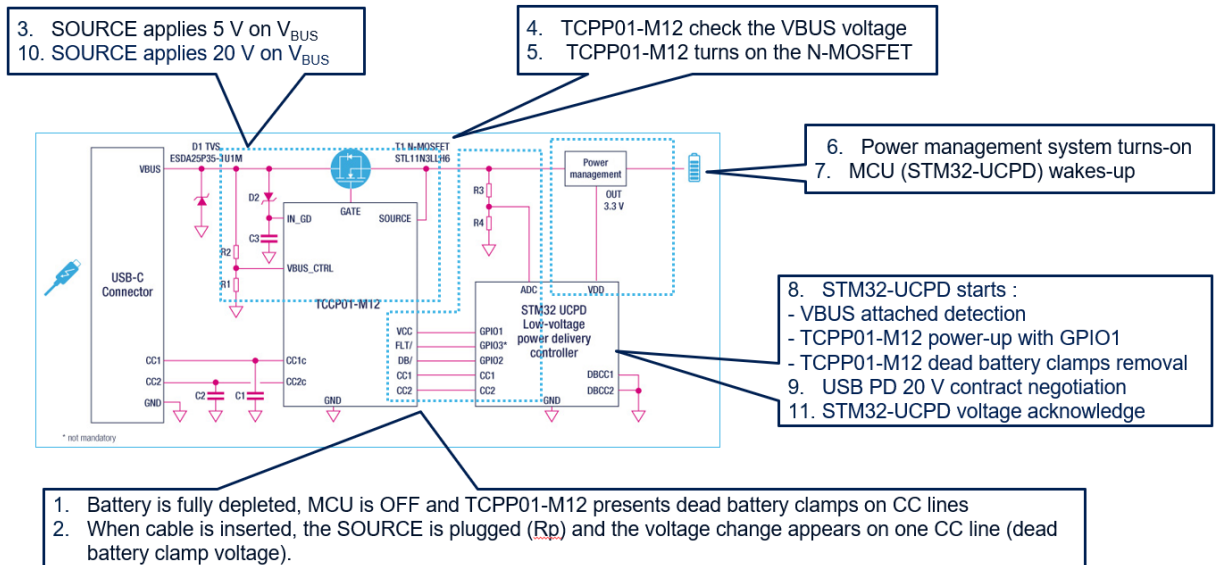 3. SOURCE applies 5 V on VBUS
10. SOURCE applies 20 V on VBUS
4. TCPP01-M12 check the VBUS voltage
5. TCPP01-M12 turns on the N-MOSFET
6. Power management system turns-on
7. MCU (STM32-UCPD) wakes-up
D1 TVS
ESDA25P35-1U1M
T1 N-MOSFET
STL11N3LLH6
VBUS
Power
management
OUT
3.3 V
D2
IN_GD
GATE
SOURCE
R3
R4
C3
R2
VBUS_CTRL
R1
USB-C
Connector
TCCP01-M12
ADC
VDD
STM32 UCPD
Low-voltage
power delivery
controller
VCC
GPIO1
FLT/
GPIO3*
DB/
GPIO2
CC1
CC1c
CC1
CC1
DBCC1
CC2
CC2c
CC2
CC2
DBCC2
C2
C1
GND
GND
GND
* not mandatory
8. STM32-UCPD starts :
- VBUS attached detection
- TCPP01-M12 power-up with GPIO1
- TCPP01-M12 dead battery clamps removal
9. USB PD 20 V contract negotiation
11. STM32-UCPD voltage acknowledge
1. Battery is fully depleted, MCU is OFF and TCPP01-M12 presents dead battery clamps on CC lines
2. When cable is inserted, the SOURCE is plugged (Rp) and the voltage change appears on one CC line (dead
battery clamp voltage).